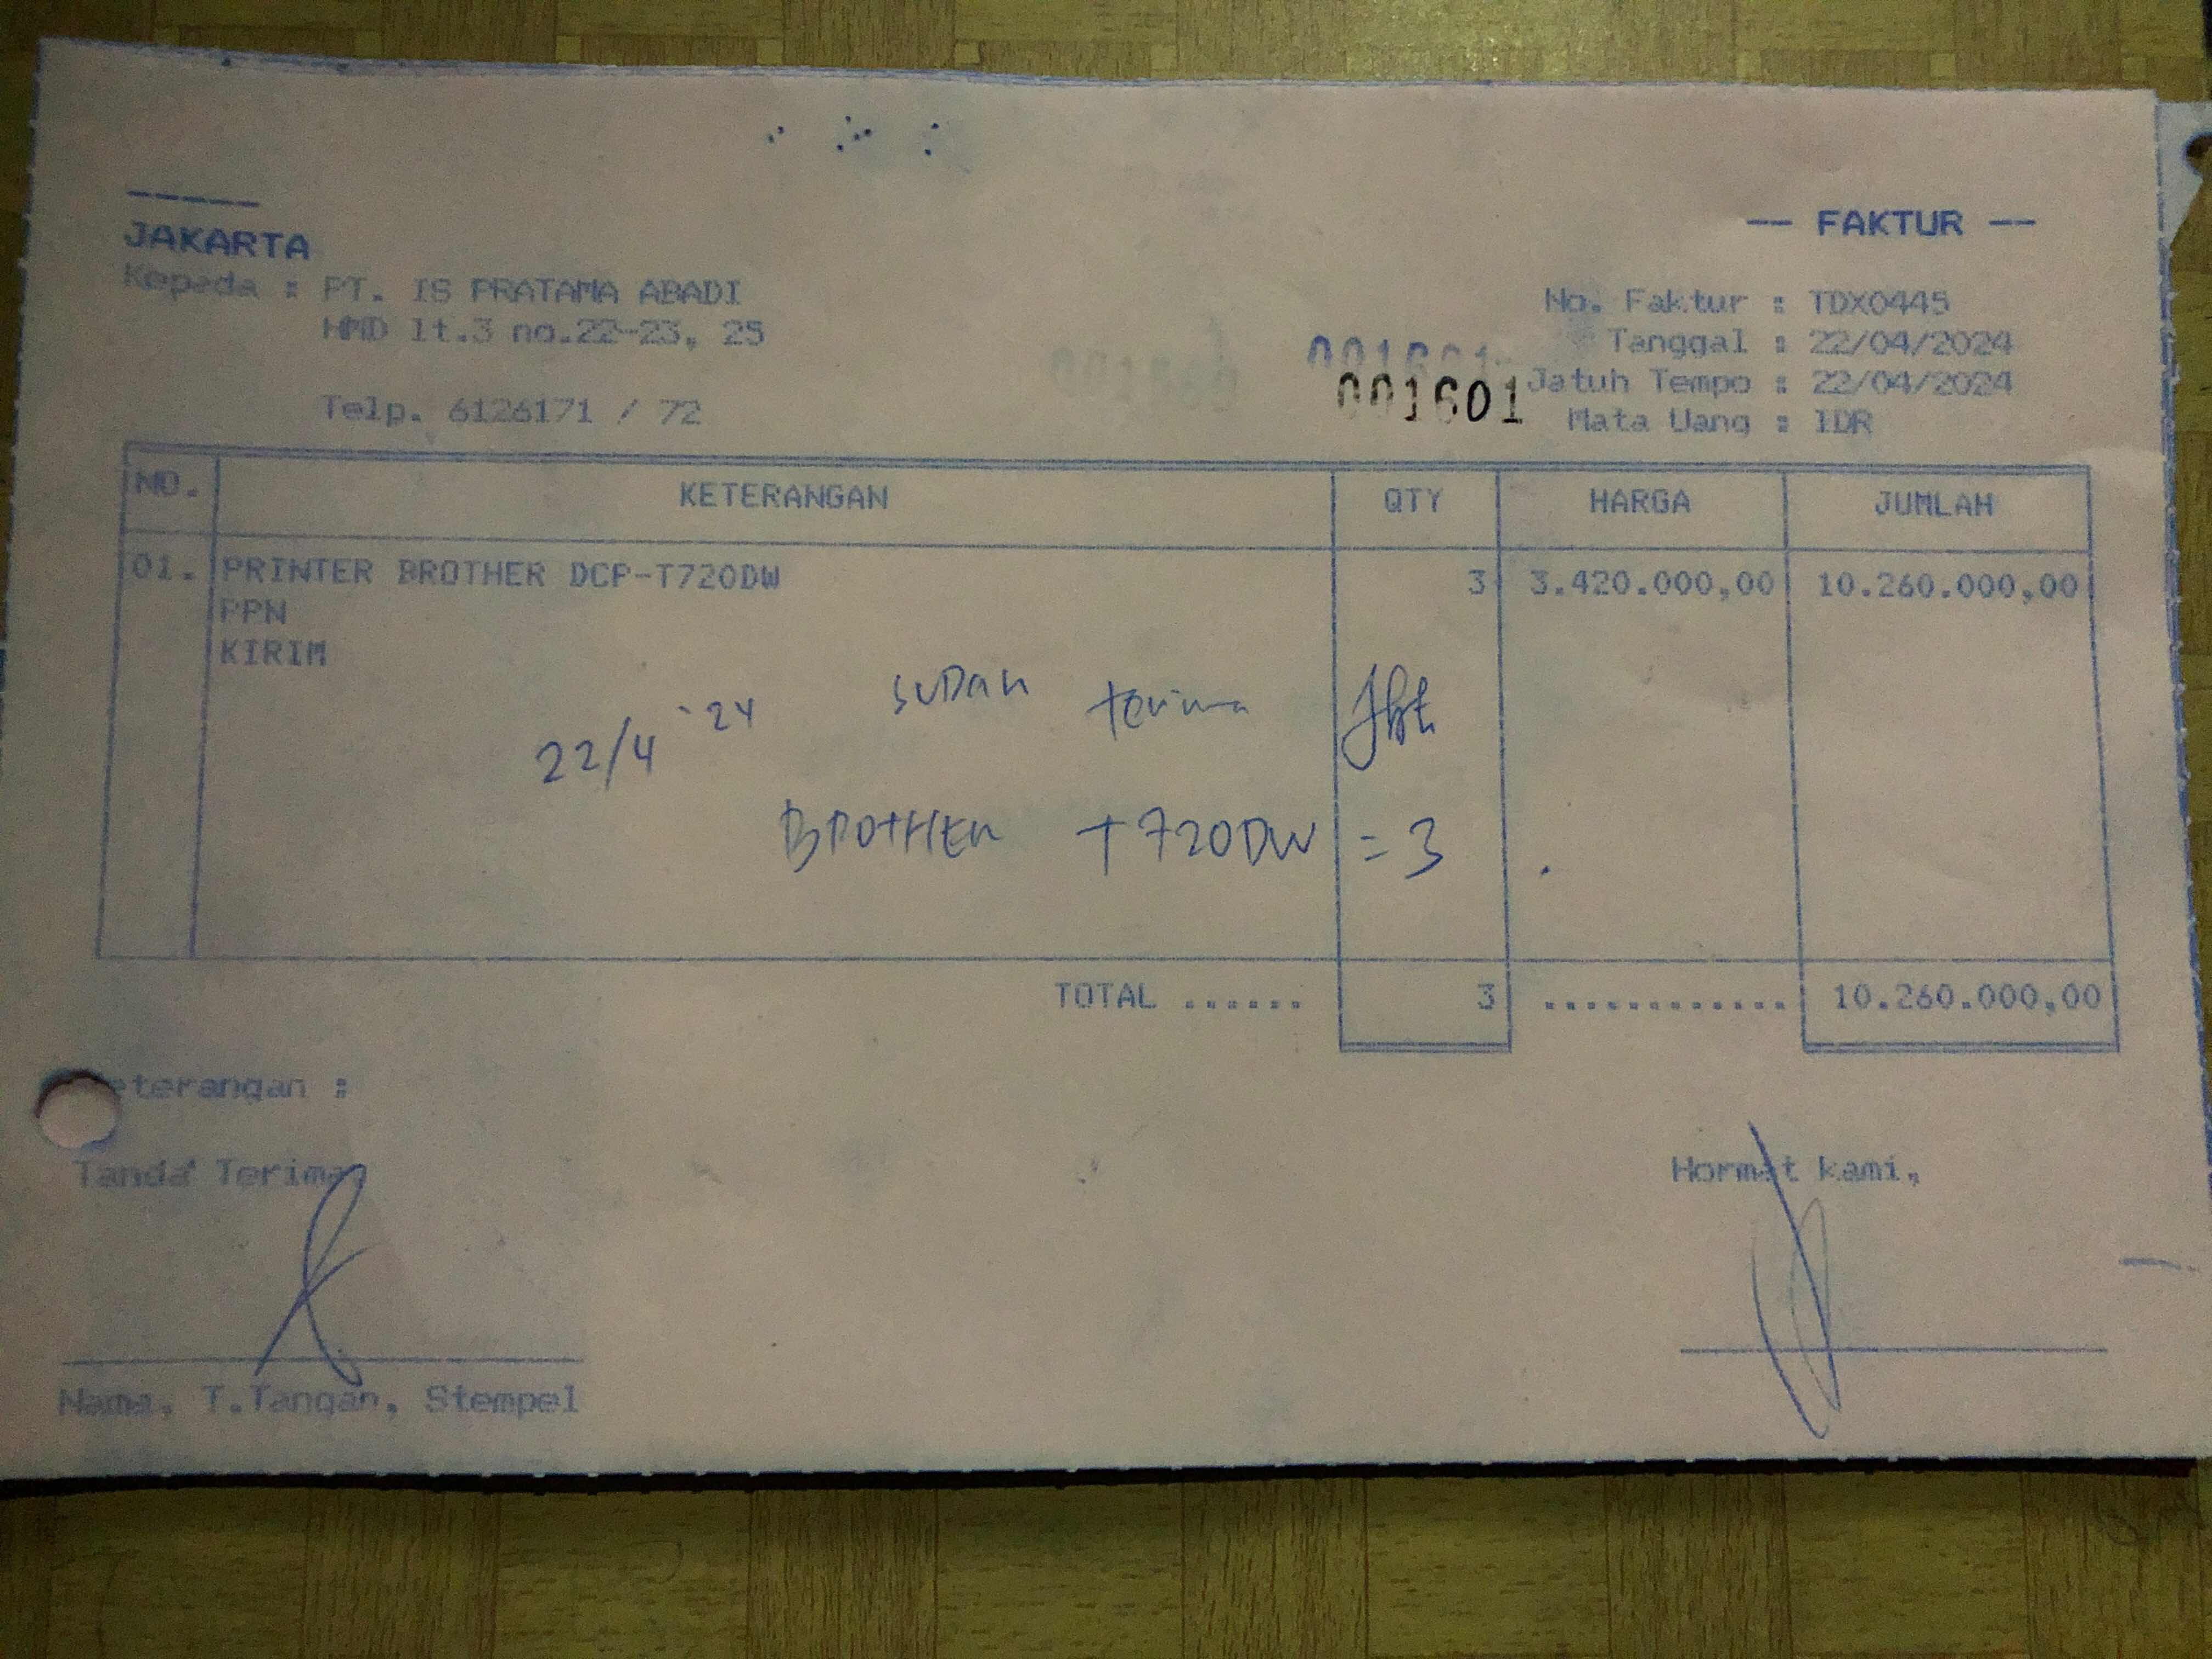 -----
JAKARTA
-- FAKTUR --
Kepada : PT. IS PRATAMA ABADI
HMD lt.3 no.22-23, 25
Telp. 6126171 / 72
No. Faktur : TDX0445
Tanggal : 22/04/2024
Jatuh Tempo : 22/04/2024
Mata Uang : IDR
001601
001601
NO. KETERANGAN QTY HARGA JUMLAH
01. PRINTER BROTHER DCP-T720DW 3 3.420.000,00 10.260.000,00
PPN
KIRIM
22/4 '24 SUDAH terima
BROTHER T720DW = 3
TOTAL ...... 3 ............ 10.260.000,00
eterangan :
Tanda Terima,
Hormat kami,
Nama, T.Tangan, Stempel